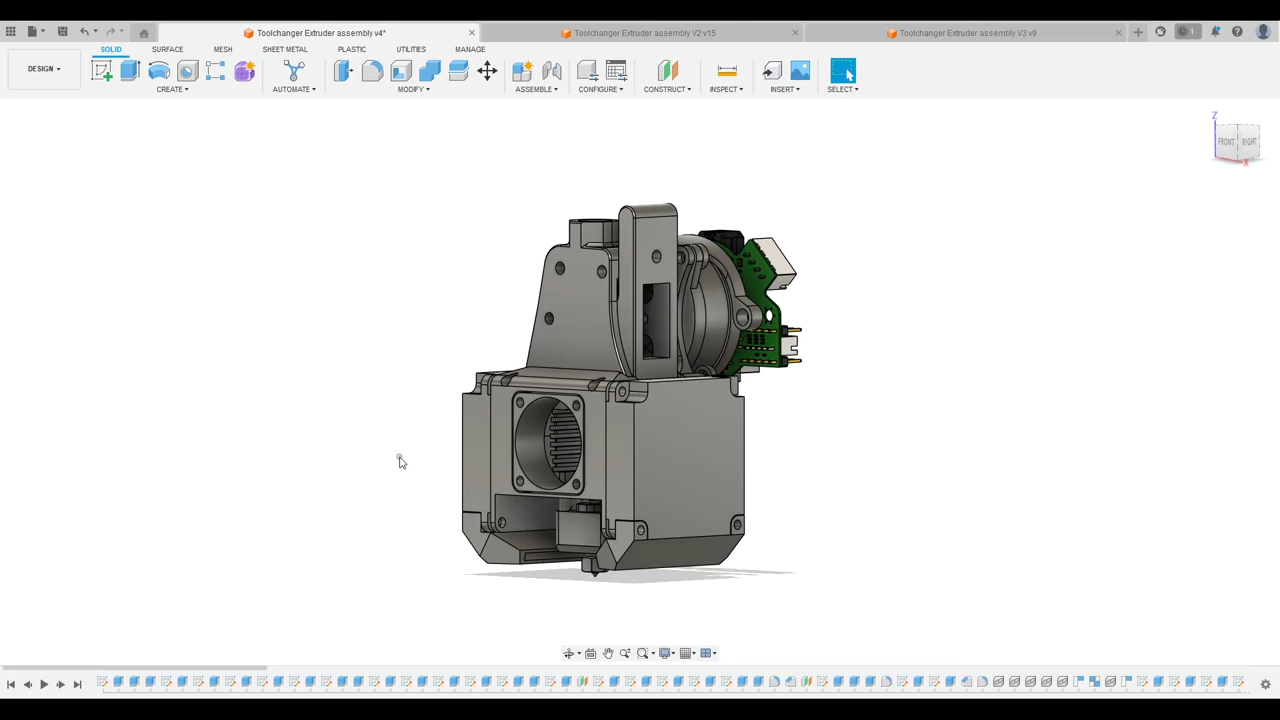 Toolchanger Extruder assembly v4*
Toolchanger Extruder assembly V2 v15
Toolchanger Extruder assembly V3 v9
1
SOLID
SURFACE
MESH
SHEET METAL
PLASTIC
UTILITIES
MANAGE
DESIGN
CREATE
AUTOMATE
MODIFY
ASSEMBLE
CONFIGURE
CONSTRUCT
INSPECT
INSERT
SELECT
Z
FRONT
RIGHT
X